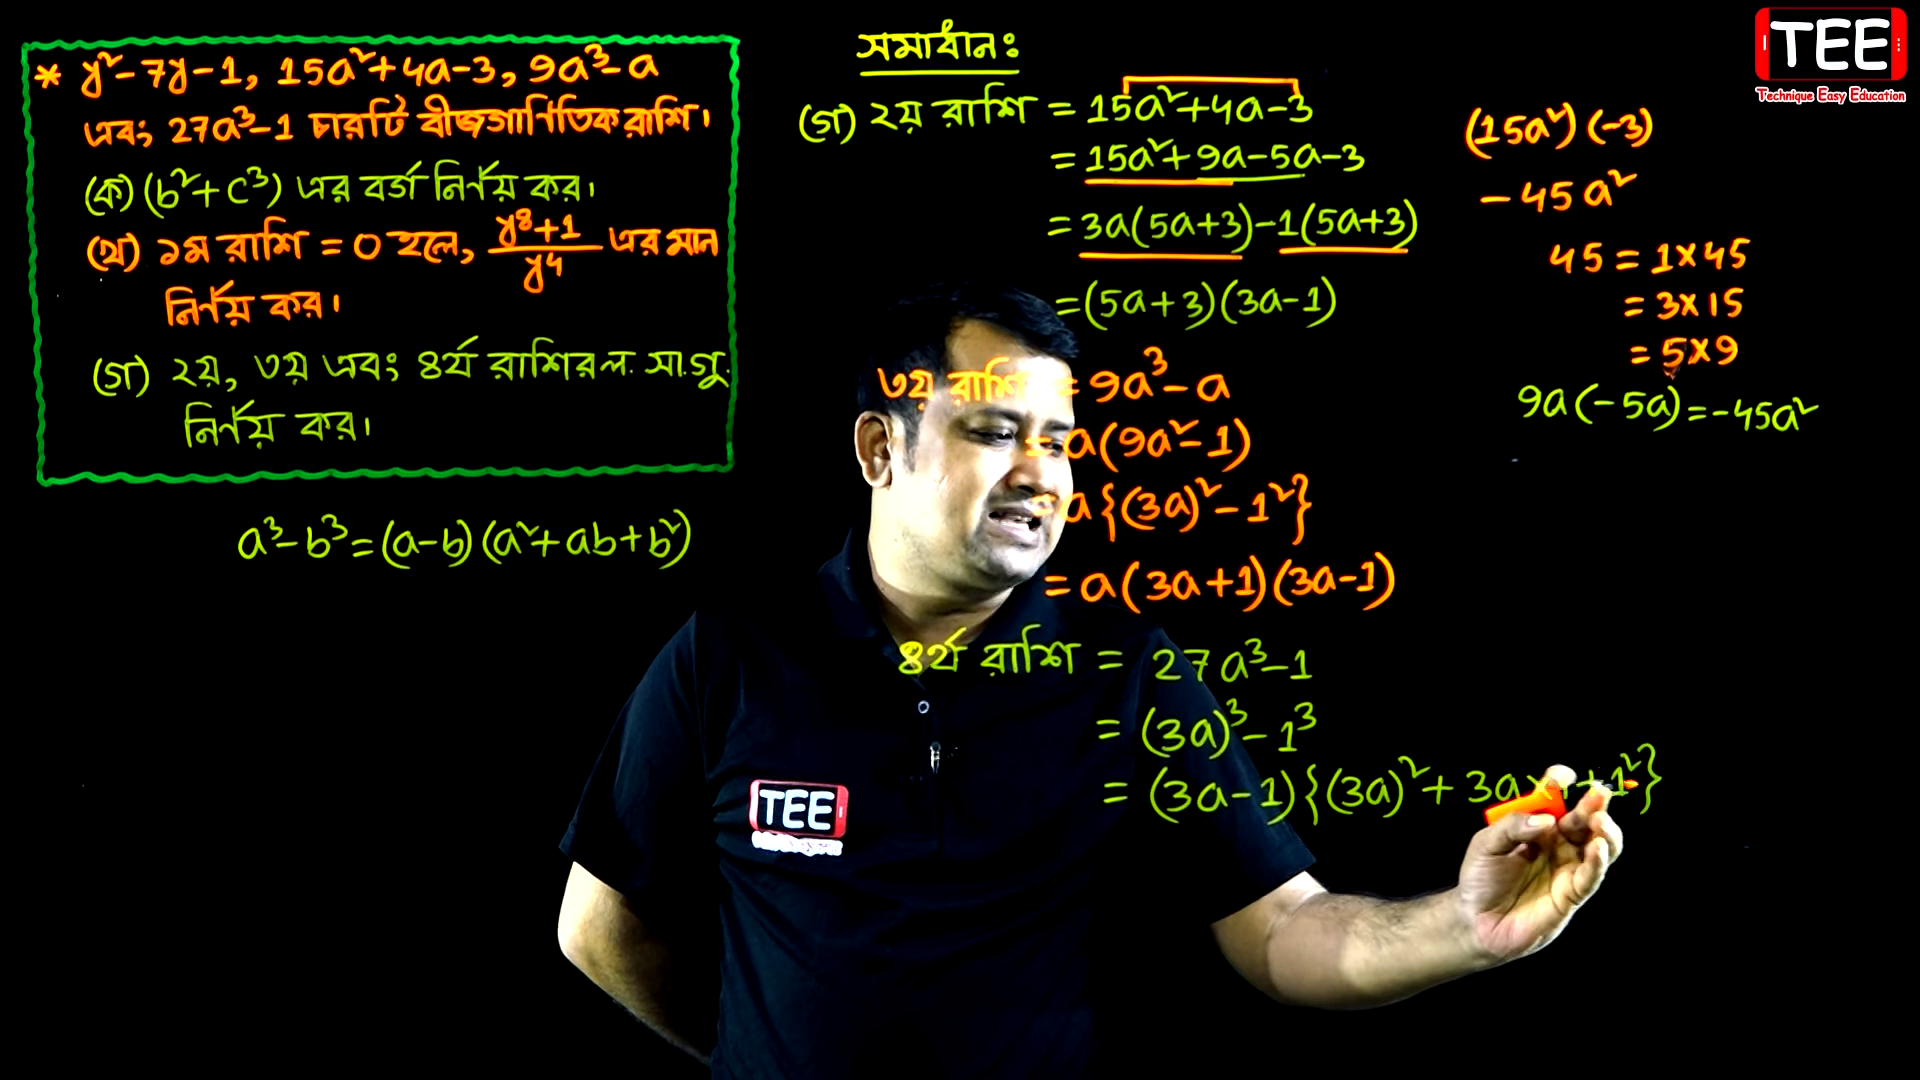 * y²-7y-1, 15a²+4a-3, 9a³-a
এবং 27a³-1 চারটি বীজগাণিতিক রাশি।
(ক) (b²+c³) এর বর্গ নির্ণয় কর।
(খ) ১ম রাশি = 0 হলে, (y⁸+1)/y⁴ এর মান
নির্ণয় কর।
(গ) ২য়, ৩য় এবং ৪র্থ রাশির ল. সা.গু.
নির্ণয় কর।
a³-b³=(a-b)(a²+ab+b²)
সমাধানঃ
(গ) ২য় রাশি = 15a²+4a-3
= 15a²+9a-5a-3
= 3a(5a+3)-1(5a+3)
=(5a+3)(3a-1)
৩য় রাশি = 9a³-a
= a(9a²-1)
= a{(3a)²-1²}
= a(3a+1)(3a-1)
৪র্থ রাশি = 27a³-1
= (3a)³-1³
= (3a-1){(3a)²+3a×1+1²}
(15a²)(-3)
-45a²
45 = 1×45
= 3×15
= 5×9
9a(-5a)=-45a²
TEE
Technique Easy Education
TEE